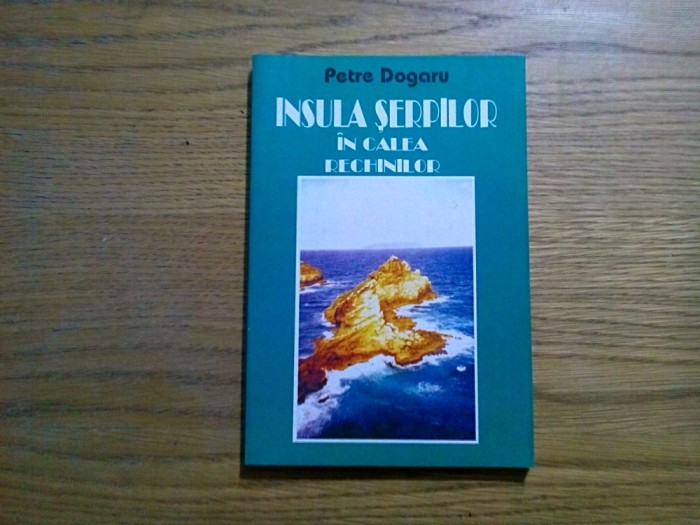 Petre Dogaru
INSULA ŞERPILOR
ÎN CALEA
RECHINILOR